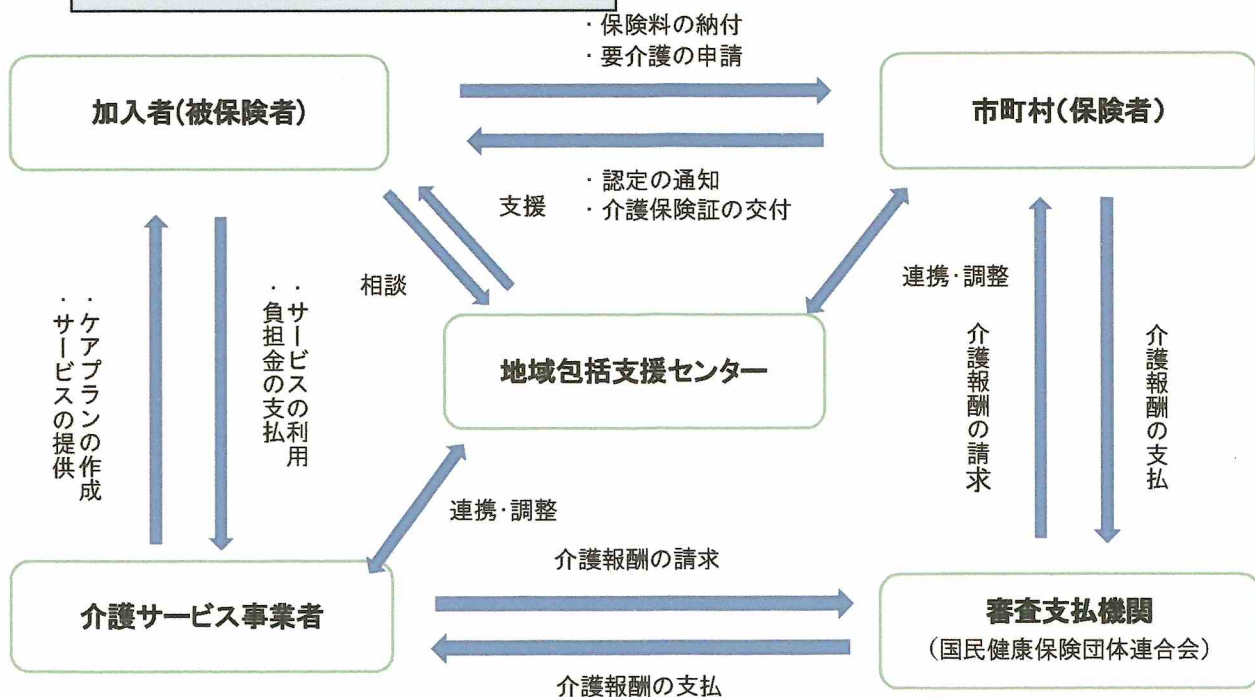 ・保険料の納付
・要介護の申請
加入者(被保険者)
市町村(保険者)
・認定の通知
・介護保険証の交付
支援
相談
連携・調整
・ケアプランの作成
・サービスの提供
・サービスの利用
・負担金の支払
地域包括支援センター
介護報酬の請求
介護報酬の支払
連携・調整
介護報酬の請求
介護サービス事業者
審査支払機関
(国民健康保険団体連合会)
介護報酬の支払